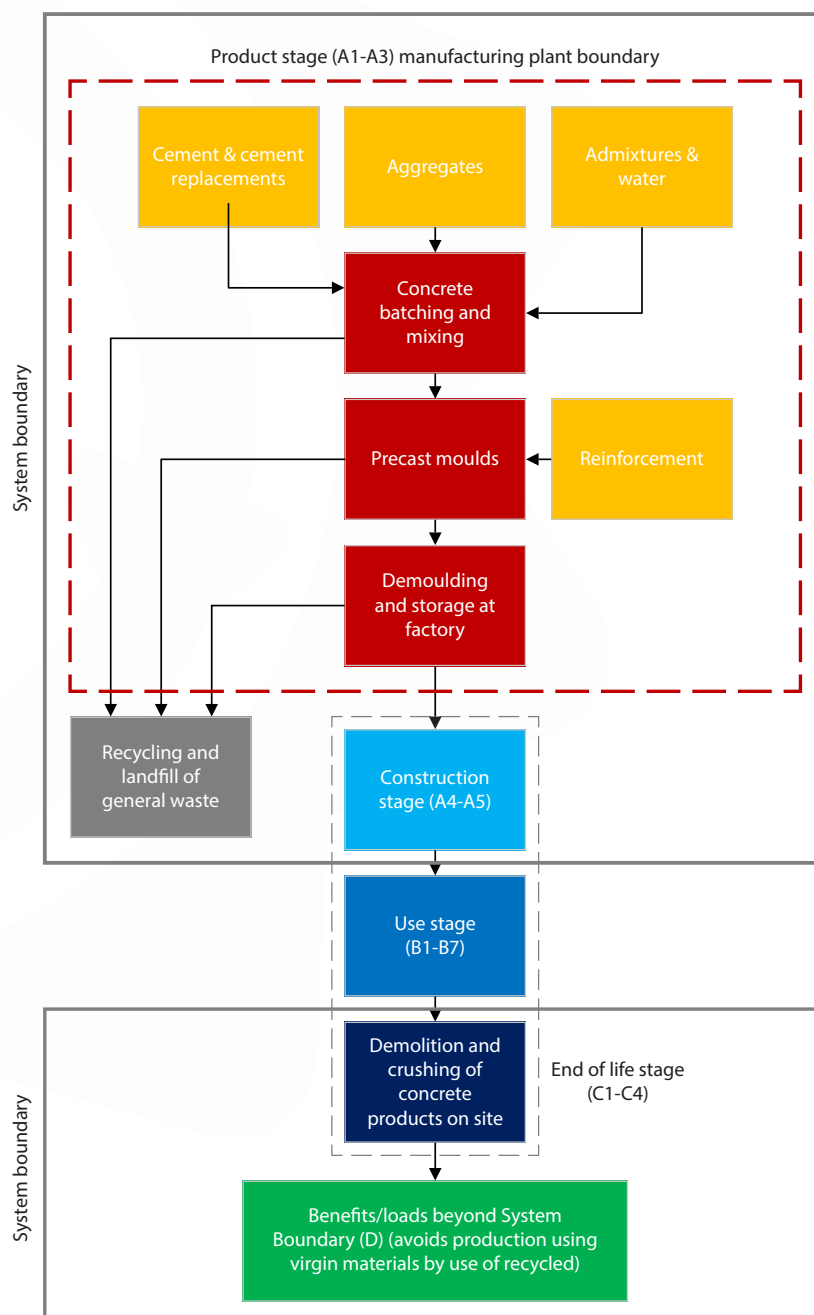 Product stage (A1-A3) manufacturing plant boundary
Cement & cement
replacements
Aggregates
Admixtures &
water
Concrete
batching and
mixing
Precast moulds
Reinforcement
Demoulding
and storage at
factory
System boundary
Recycling and
landfill of
general waste
Construction
stage (A4-A5)
Use stage
(B1-B7)
Demolition and
crushing of
concrete
products on site
End of life stage
(C1-C4)
System boundary
Benefits/loads beyond System
Boundary (D) (avoids production using
virgin materials by use of recycled)